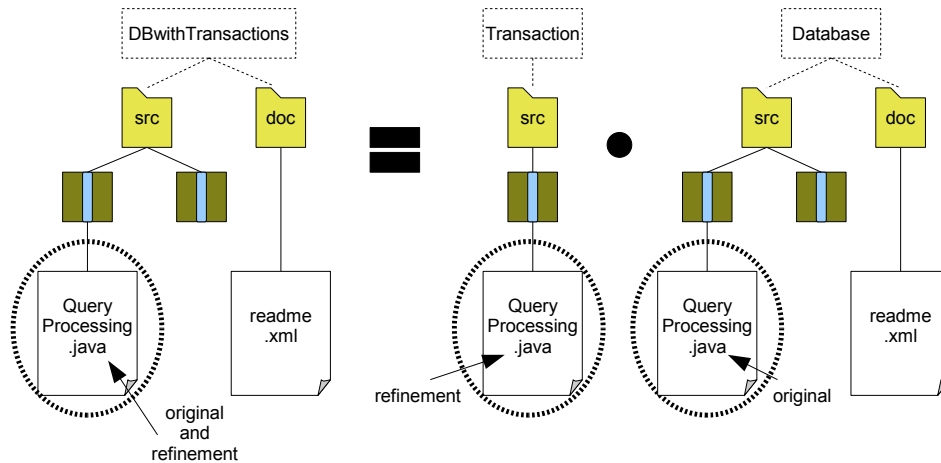 DBwithTransactions
Transaction
Database
src
doc
src
src
doc
Query
Processing
.java
readme
.xml
Query
Processing
.java
Query
Processing
.java
readme
.xml
original
and
refinement
refinement
original